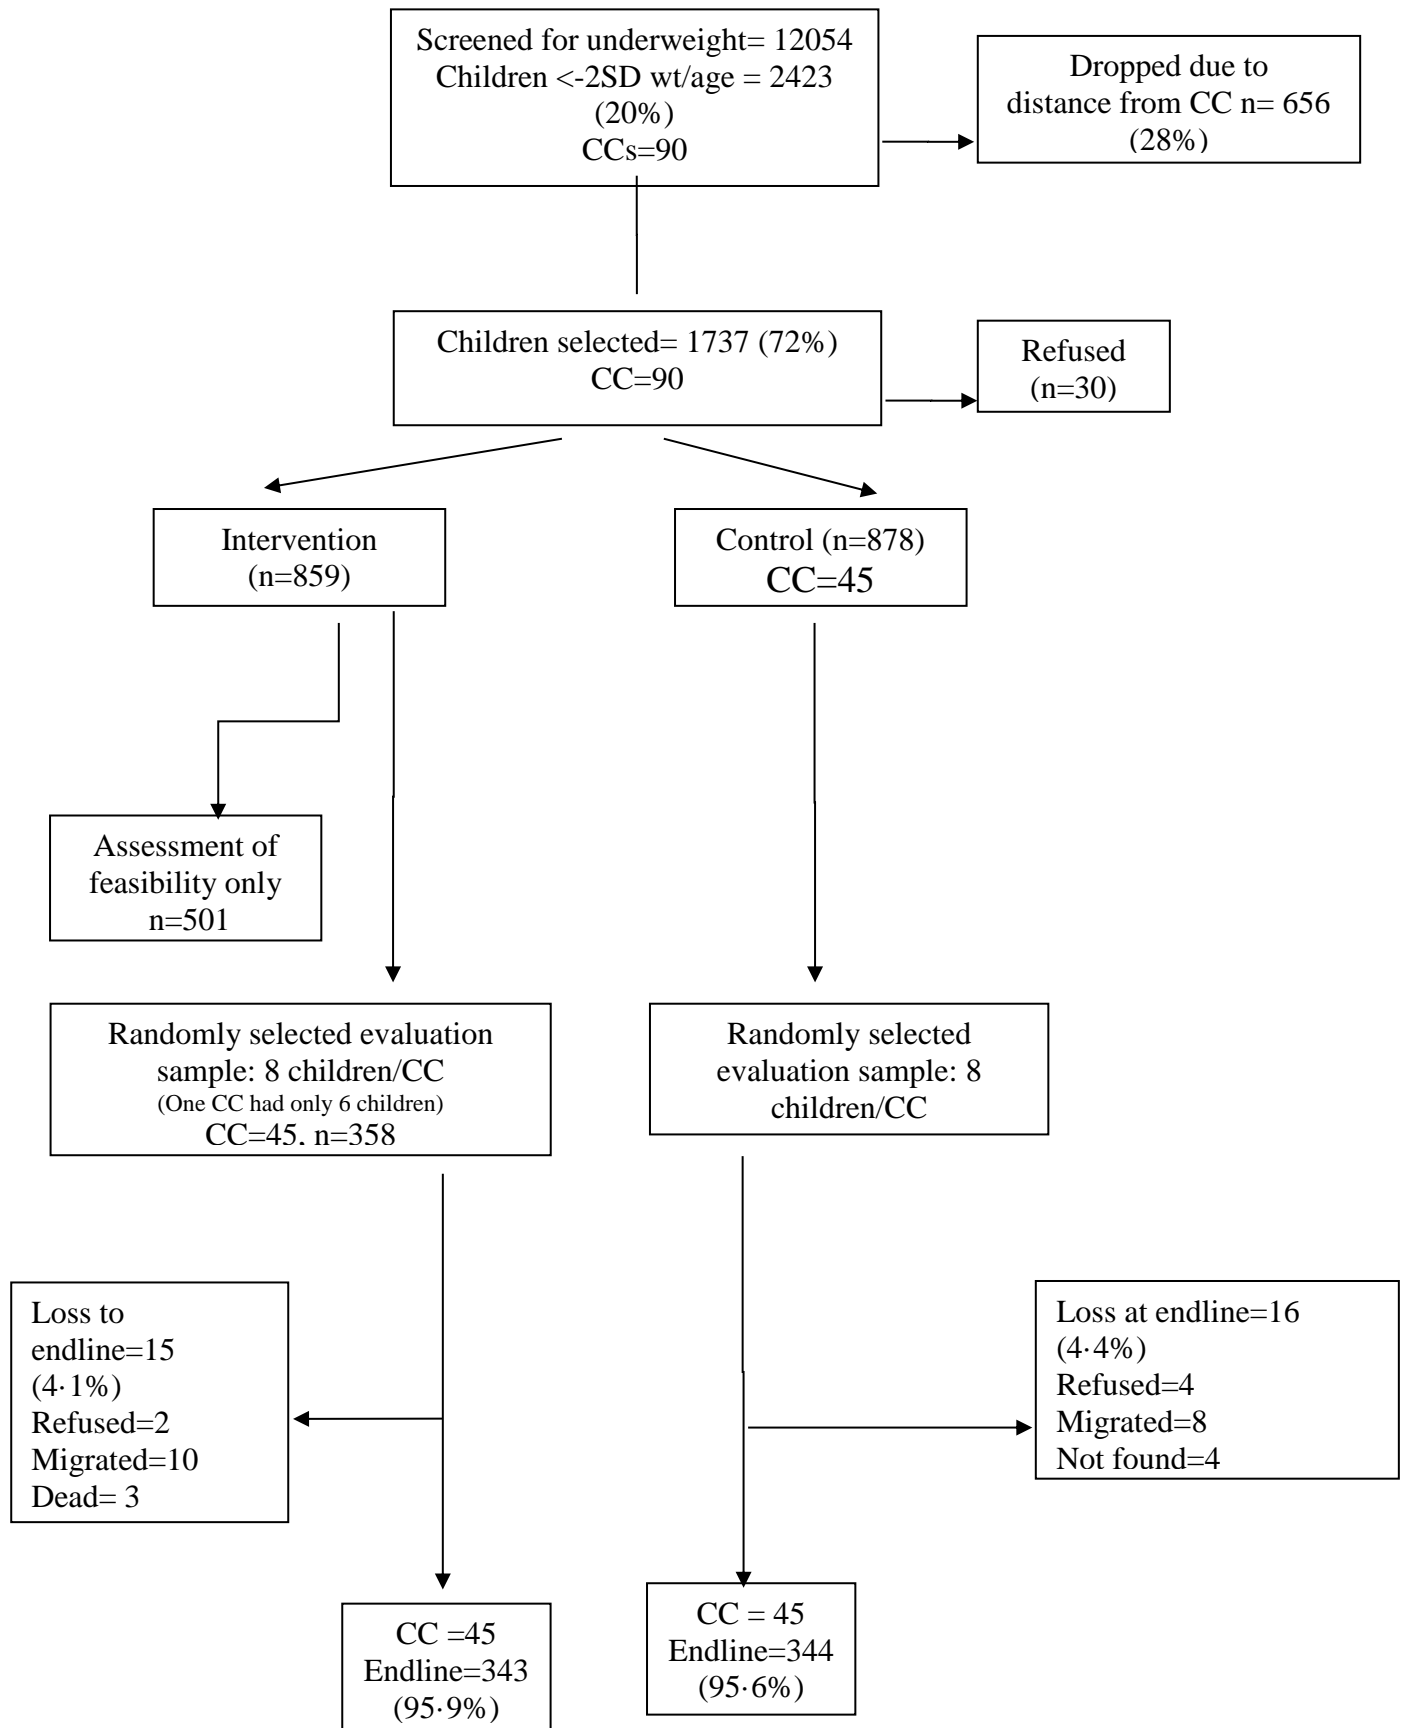 Screened for underweight= 12054
Children <-2SD wt/age = 2423
(20%)
CCs=90
Dropped due to
distance from CC n= 656
(28%)
Children selected= 1737 (72%)
CC=90
Refused
(n=30)
Intervention
(n=859)
Control (n=878)
CC=45
Assessment of
feasibility only
n=501
Randomly selected evaluation
sample: 8 children/CC
(One CC had only 6 children)
CC=45, n=358
Randomly selected
evaluation sample: 8
children/CC
Loss to
endline=15
(4·1%)
Refused=2
Migrated=10
Dead= 3
Loss at endline=16
(4·4%)
Refused=4
Migrated=8
Not found=4
CC =45
Endline=343
(95·9%)
CC = 45
Endline=344
(95·6%)